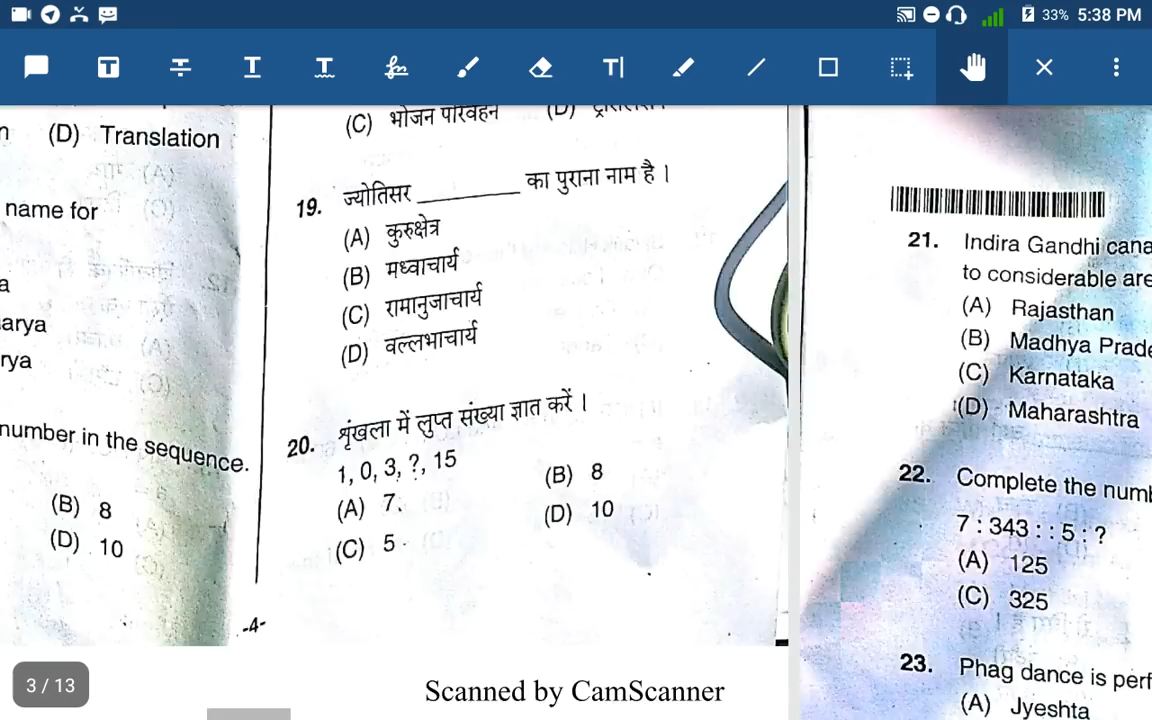 33% 5:38 PM
n (D) Translation
name for
a
arya
rya
number in the sequence.
(B) 8
(D) 10
-4-
(C) भोजन परिवहन (D)
19. ज्योतिसर ________ का पुराना नाम है ।
(A) कुरुक्षेत्र
(B) मध्वाचार्य
(C) रामानुजाचार्य
(D) वल्लभाचार्य
20. शृंखला में लुप्त संख्या ज्ञात करें ।
1, 0, 3, ?, 15
(A) 7 (B) 8
(C) 5 (D) 10
21. Indira Gandhi cana
to considerable are
(A) Rajasthan
(B) Madhya Prade
(C) Karnataka
(D) Maharashtra
22. Complete the numb
7 : 343 : : 5 : ?
(A) 125
(C) 325
23. Phag dance is perf
(A) Jyeshta
3 / 13
Scanned by CamScanner